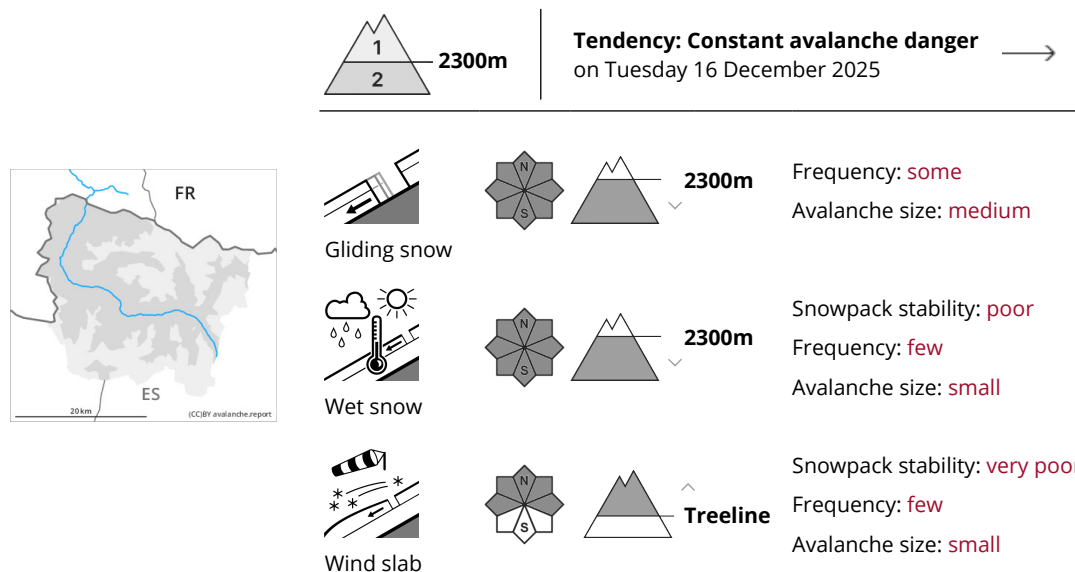 1
2
2300m
Tendency: Constant avalanche danger
on Tuesday 16 December 2025
FR
ES
20 km
(CC)BY avalanche.report
N
S
2300m
Frequency: some
Avalanche size: medium
Gliding snow
N
S
2300m
Snowpack stability: poor
Frequency: few
Avalanche size: small
Wet snow
N
S
Treeline
Snowpack stability: very poor
Frequency: few
Avalanche size: small
Wind slab